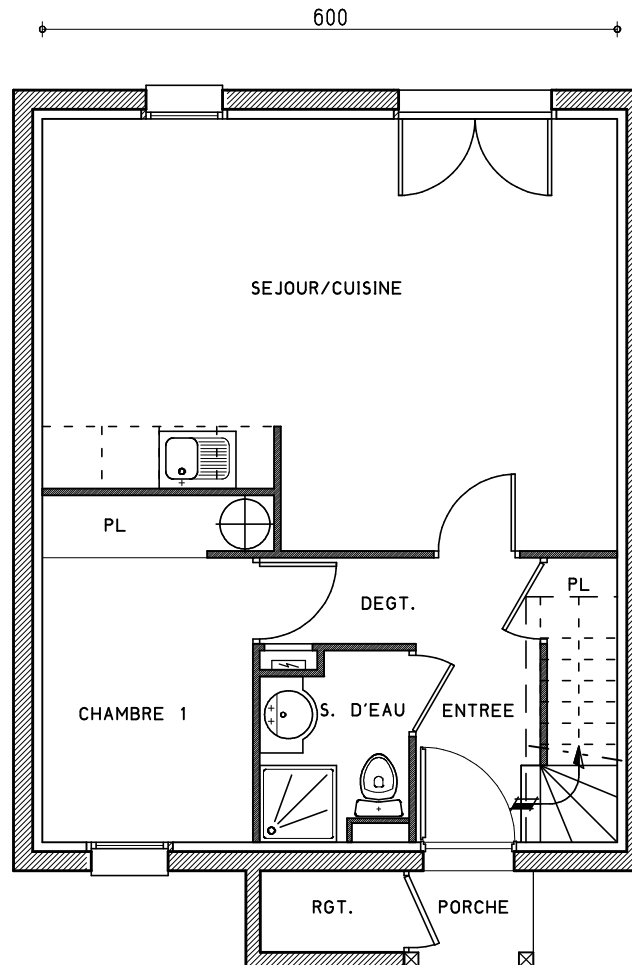 600
SEJOUR/CUISINE
PL
PL
DEGT.
CHAMBRE 1
S. D'EAU
ENTREE
RGT.
PORCHE